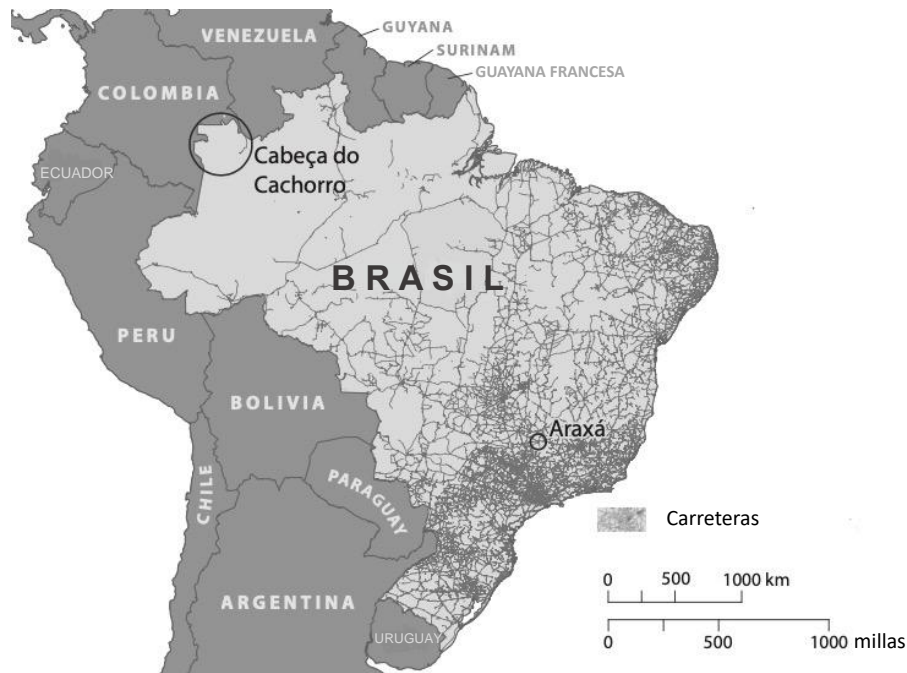 VENEZUELA
GUYANA
SURINAM
GUAYANA FRANCESA
COLOMBIA
Cabeça do
Cachorro
ECUADOR
BRASIL
PERU
BOLIVIA
Araxá
PARAGUAY
CHILE
Carreteras
0 500 1000 km
ARGENTINA
0 500 1000 millas
URUGUAY